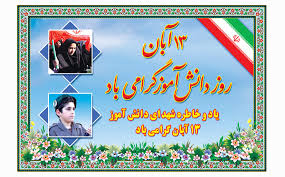 ۱۳ آبان
روز دانش آموز گرامی باد
یاد و خاطره شهدای دانش آموز
۱۳ آبان گرامی باد